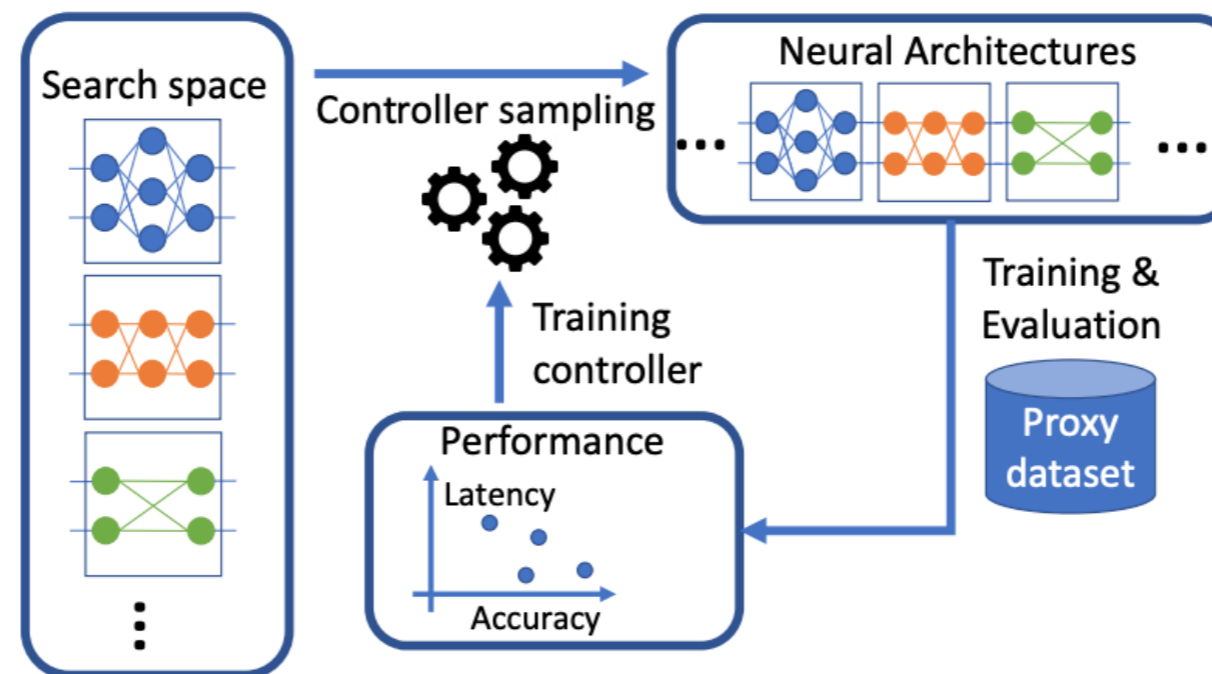 Search space
Controller sampling
Neural Architectures
...
...
Training &
Evaluation
Proxy
dataset
Training
controller
Performance
Latency
Accuracy
...